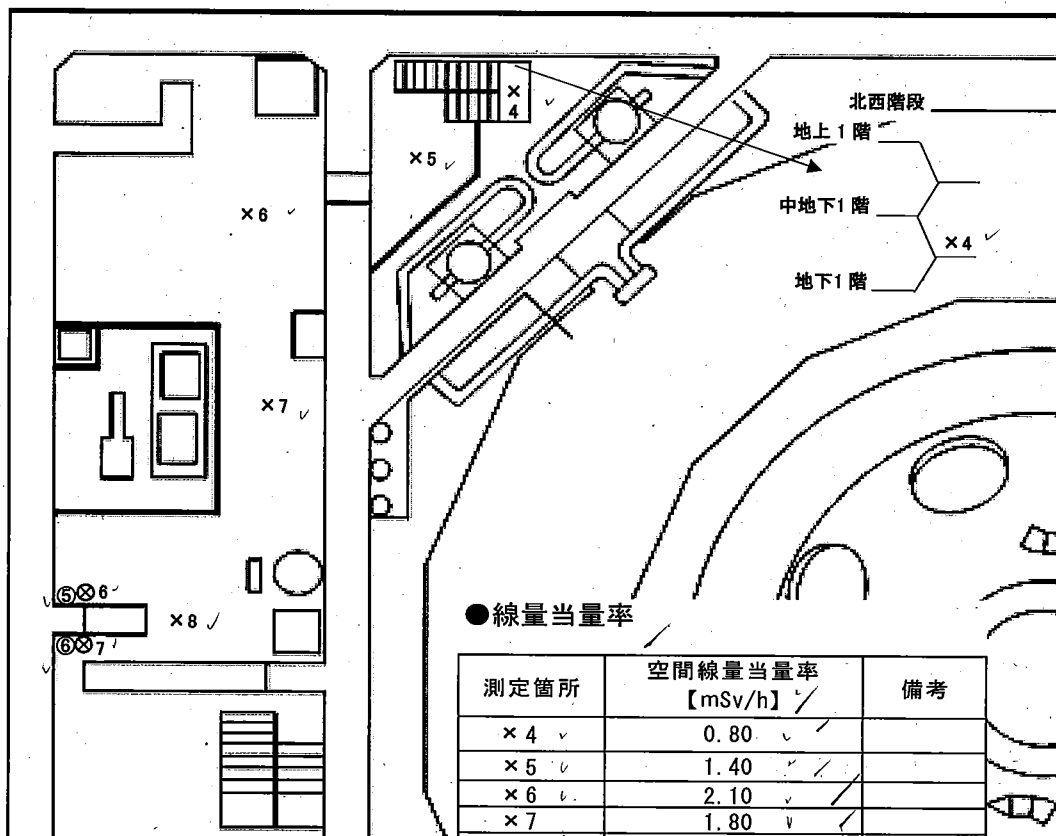 ×4
北西階段
地上1階
×5
中地下1階
×6
×4
地下1階
×7
⑤⊗6
×8
⑥⊗7
●線量当量率
測定箇所 空間線量当量率【mSv/h】 備考
×4 0.80
×5 1.40
×6 2.10
×7 1.80